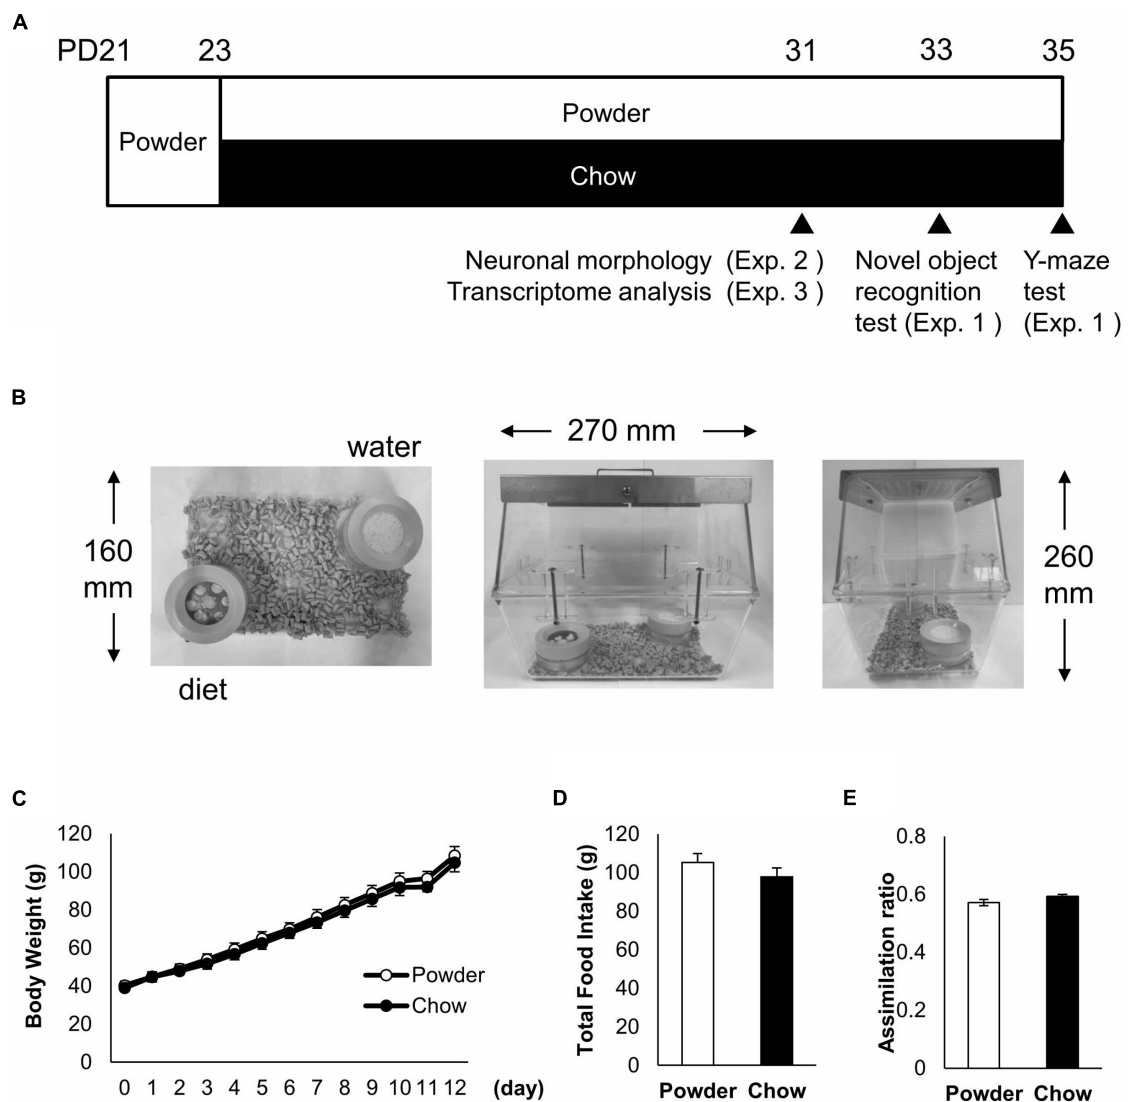 A
PD21 23 31 33 35
Powder
Powder
Chow
Neuronal morphology (Exp. 2 )
Transcriptome analysis (Exp. 3 )
Novel object
recognition
test (Exp. 1 )
Y-maze
test
(Exp. 1 )
B
water
270 mm
160
mm
260
mm
diet
C
120
100
80
60
40
20
0
Body Weight (g)
Powder
Chow
0 1 2 3 4 5 6 7 8 9 10 11 12 (day)
D
120
100
80
60
40
20
0
Total Food Intake (g)
Powder Chow
E
0.8
0.6
0.4
0.2
0
Assimilation ratio
Powder Chow